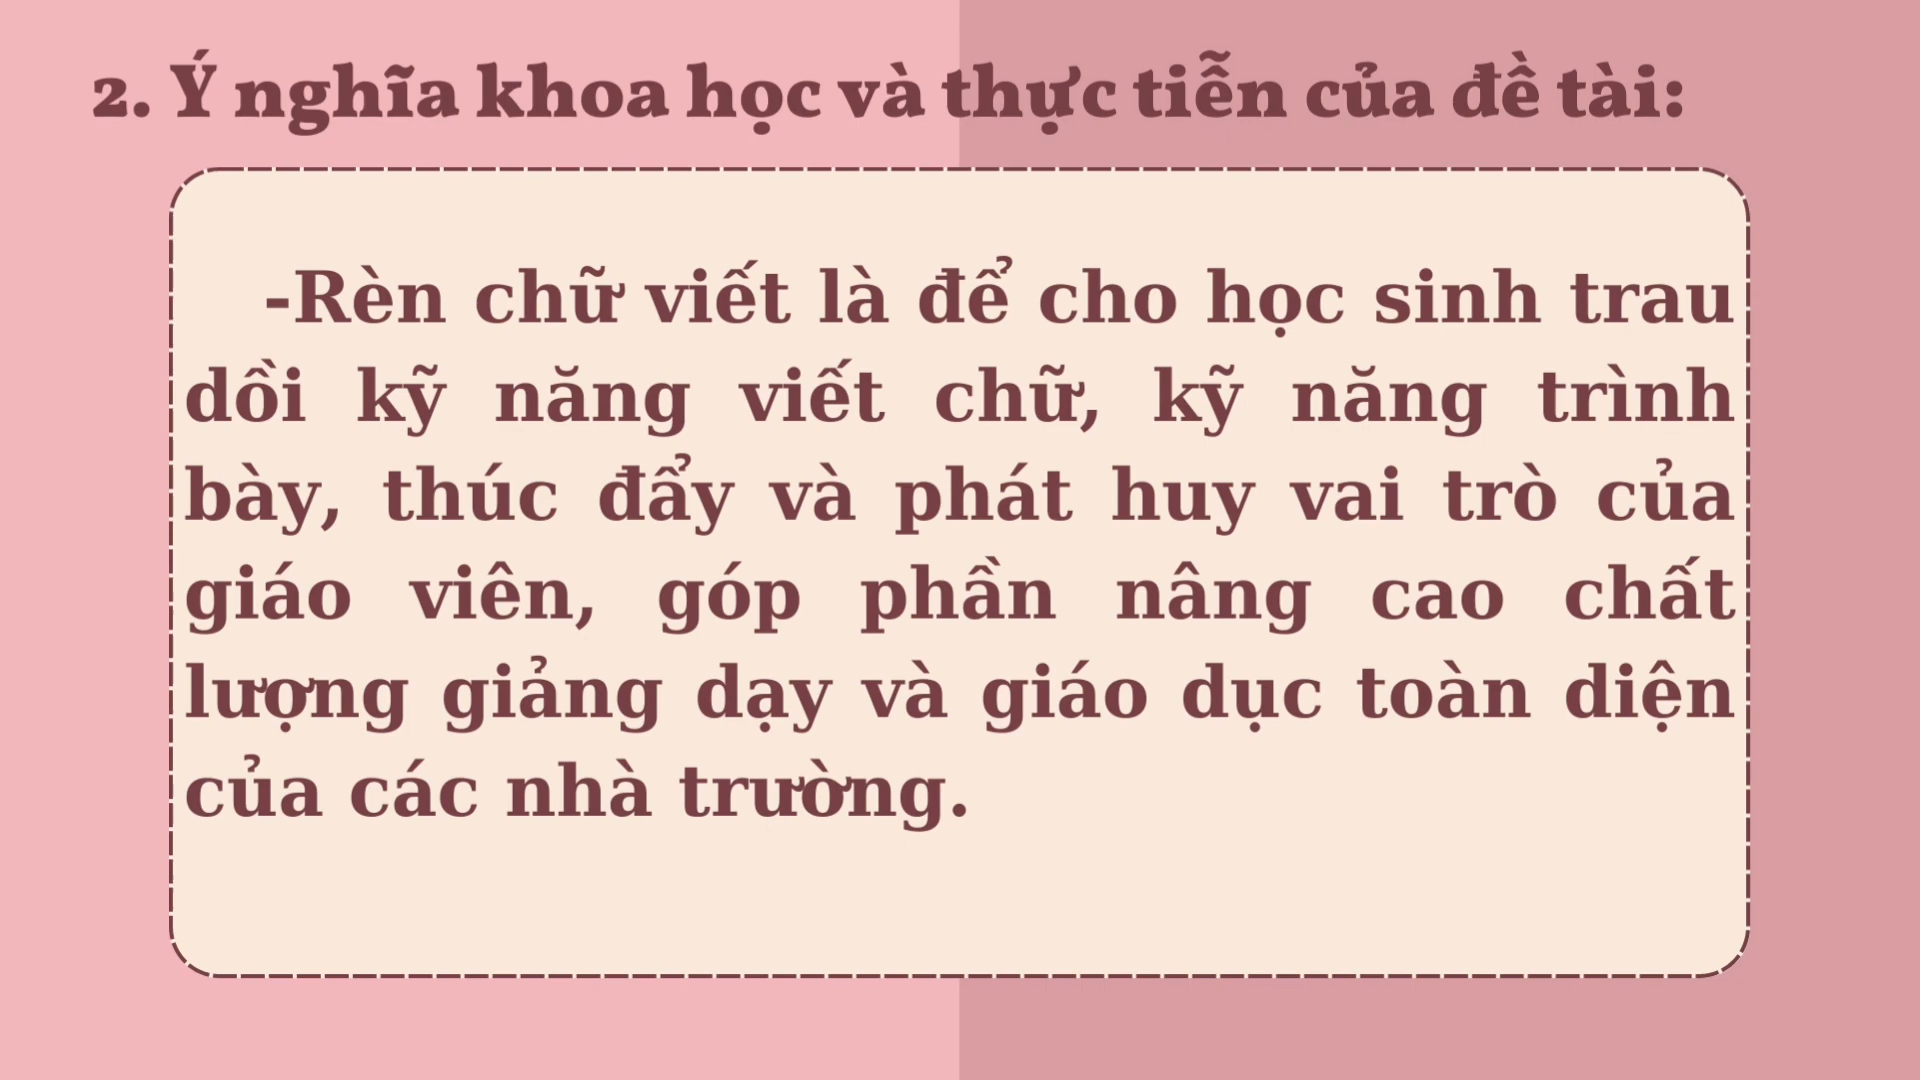 2. Ý nghĩa khoa học và thực tiễn của đề tài:
-Rèn chữ viết là để cho học sinh trau
dồi kỹ năng viết chữ, kỹ năng trình
bày, thúc đẩy và phát huy vai trò của
giáo viên, góp phần nâng cao chất
lượng giảng dạy và giáo dục toàn diện
của các nhà trường.